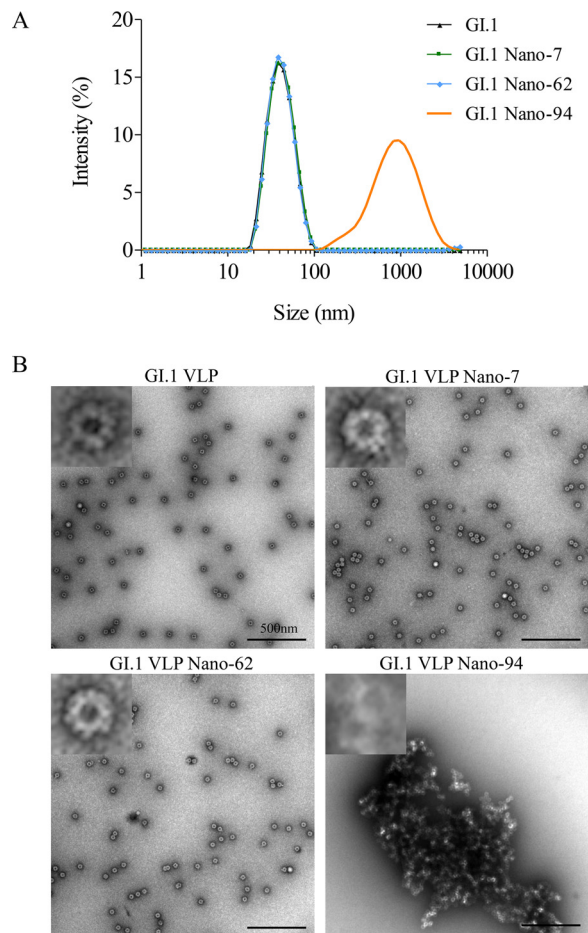 A
20
15
10
5
0
Intensity (%)
1
10
100
1000
10000
Size (nm)
GI.1
GI.1 Nano-7
GI.1 Nano-62
GI.1 Nano-94
B
GI.1 VLP
GI.1 VLP Nano-7
500nm
GI.1 VLP Nano-62
GI.1 VLP Nano-94